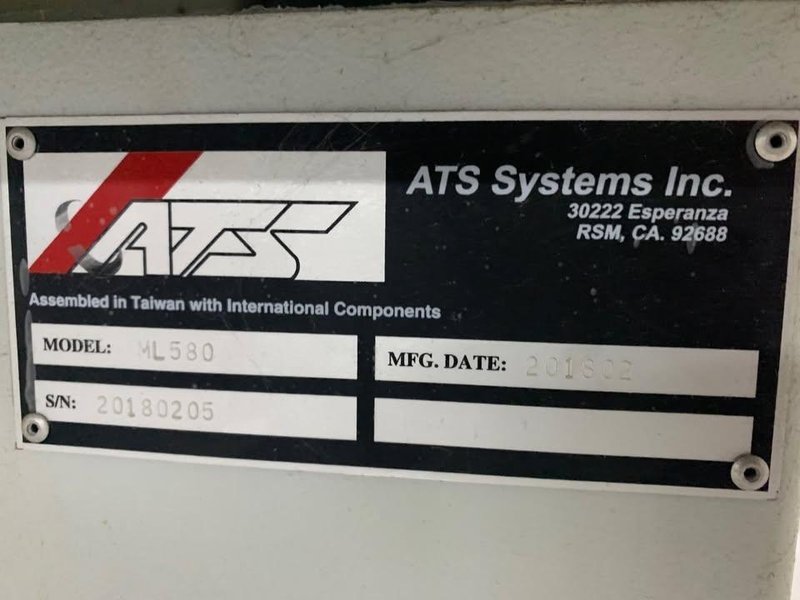 ATS
ATS Systems Inc.
30222 Esperanza
RSM, CA. 92688
Assembled in Taiwan with International Components
MODEL: ML580
MFG. DATE: 201802
S/N: 20180205